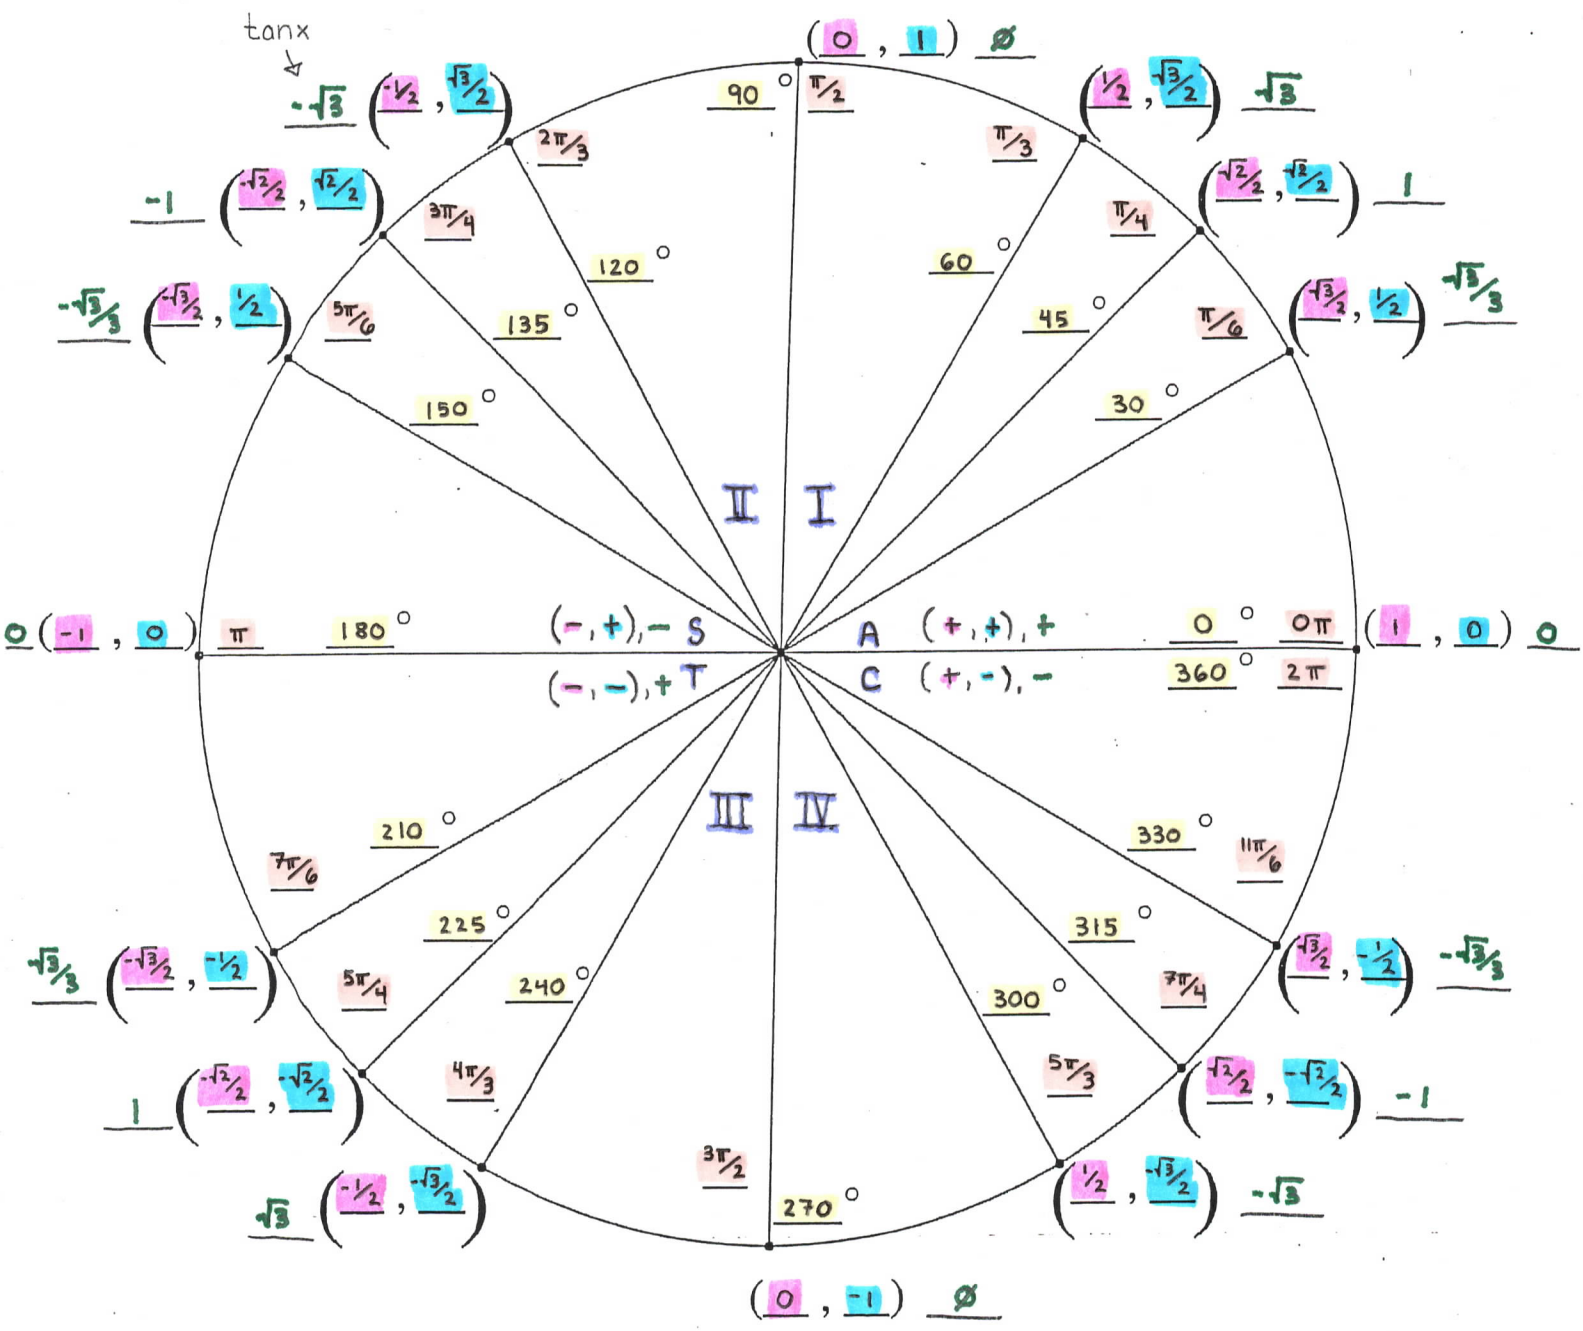 tanx
(0, 1) ∅
90° π/2
-√3 (-1/2, √3/2)
2π/3
120°
π/3
60°
(1/2, √3/2) √3
-1 (-√2/2, √2/2)
3π/4
135°
π/4
45°
(√2/2, √2/2) 1
-√3/3 (-√3/2, 1/2)
5π/6
150°
π/6
30°
(√3/2, 1/2) √3/3
II I
0 (-1, 0) π 180° (-,+),- S A (+,+),+ 0° 0π (1, 0) 0
(-,-),+ T C (+,-),- 360° 2π
III IV
210°
7π/6
√3/3 (-√3/2, -1/2)
330°
11π/6
(√3/2, -1/2) -√3/3
225°
5π/4
1 (-√2/2, -√2/2)
315°
7π/4
(√2/2, -√2/2) -1
240°
4π/3
√3 (-1/2, -√3/2)
300°
5π/3
(1/2, -√3/2) -√3
3π/2 270°
(0, -1) ∅